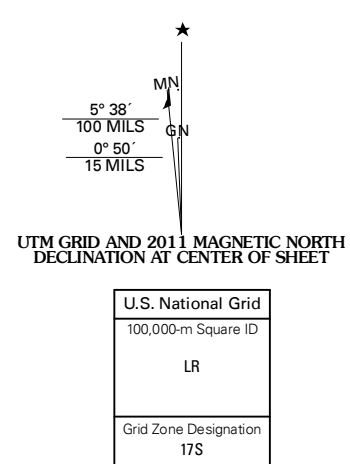 ★
MN
5° 38´
100 MILS
GN
0° 50´
15 MILS
UTM GRID AND 2011 MAGNETIC NORTH
DECLINATION AT CENTER OF SHEET
U.S. National Grid
100,000-m Square ID
LR
Grid Zone Designation
17S